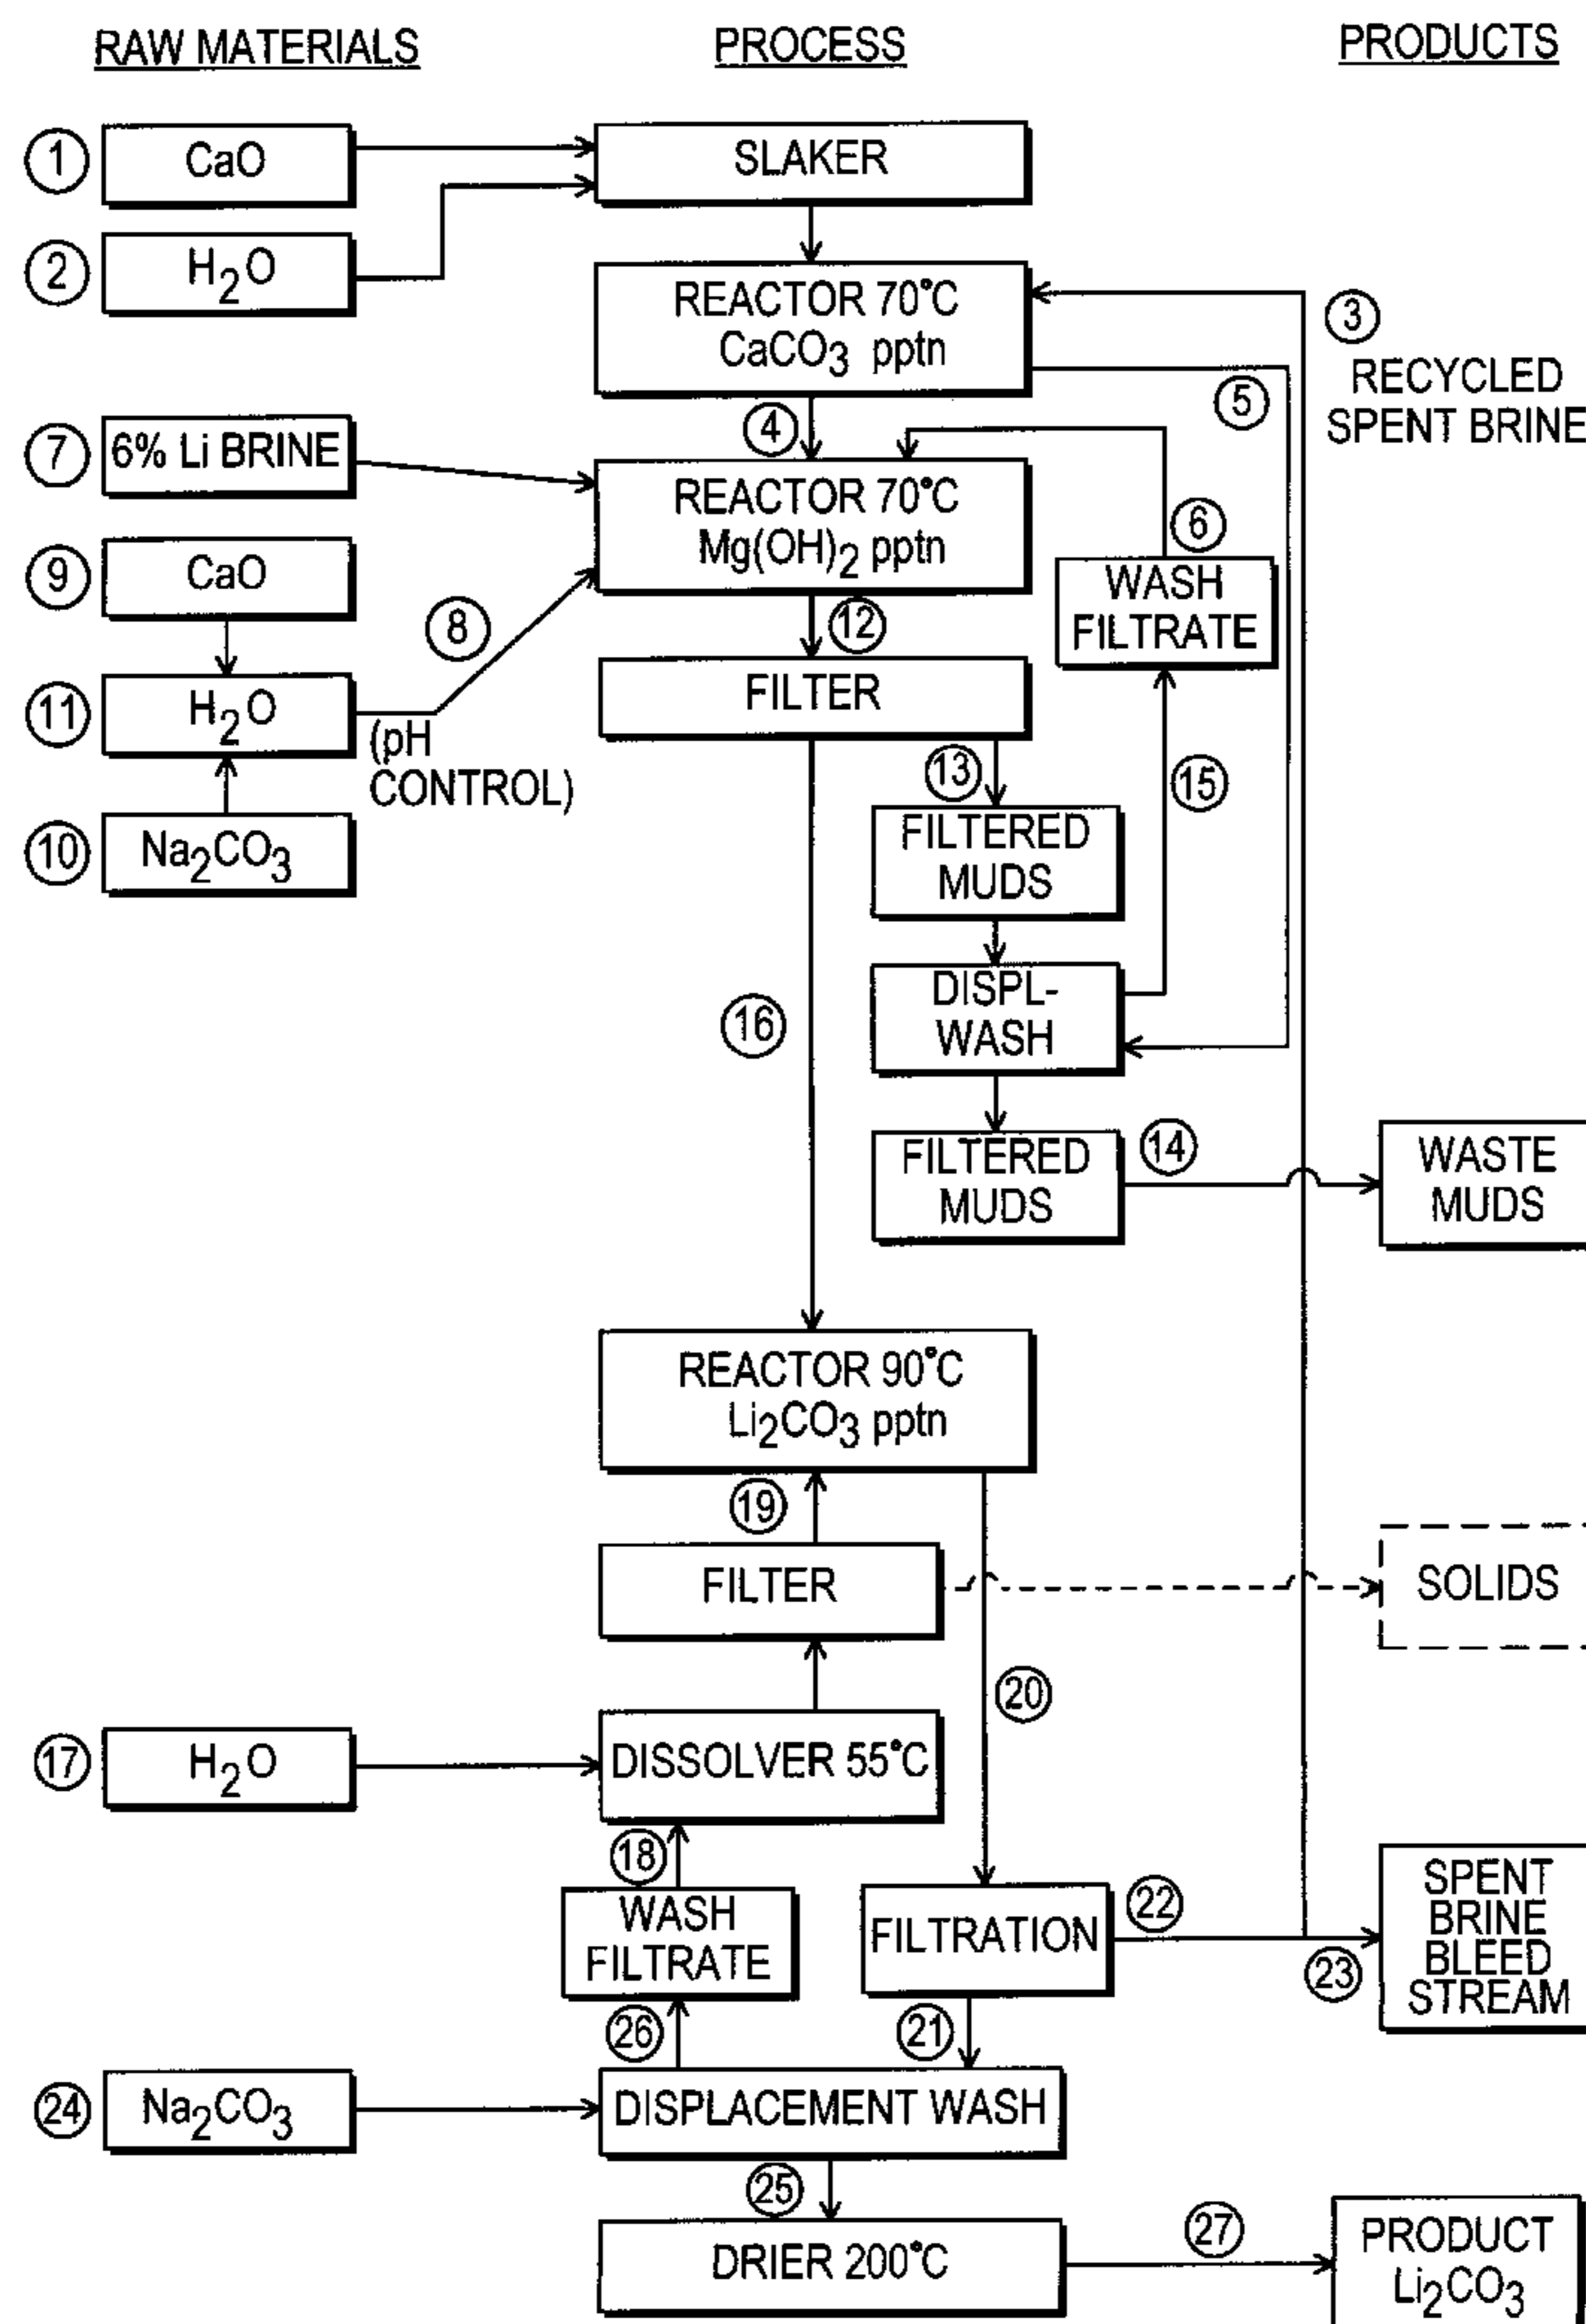 RAW MATERIALS
PROCESS
PRODUCTS
1
CaO
SLAKER
2
H2O
REACTOR 70°C
CaCO3 pptn
3
RECYCLED
SPENT BRINE
4
5
7
6% Li BRINE
REACTOR 70°C
Mg(OH)2 pptn
6
WASH
FILTRATE
9
CaO
8
12
11
H2O
(pH
CONTROL)
FILTER
10
Na2CO3
13
15
FILTERED
MUDS
16
DISPL-
WASH
FILTERED
MUDS
14
WASTE
MUDS
REACTOR 90°C
Li2CO3 pptn
19
FILTER
SOLIDS
20
17
H2O
DISSOLVER 55°C
18
WASH
FILTRATE
FILTRATION
22
23
SPENT
BRINE
BLEED
STREAM
26
21
24
Na2CO3
DISPLACEMENT WASH
25
DRIER 200°C
27
PRODUCT
Li2CO3